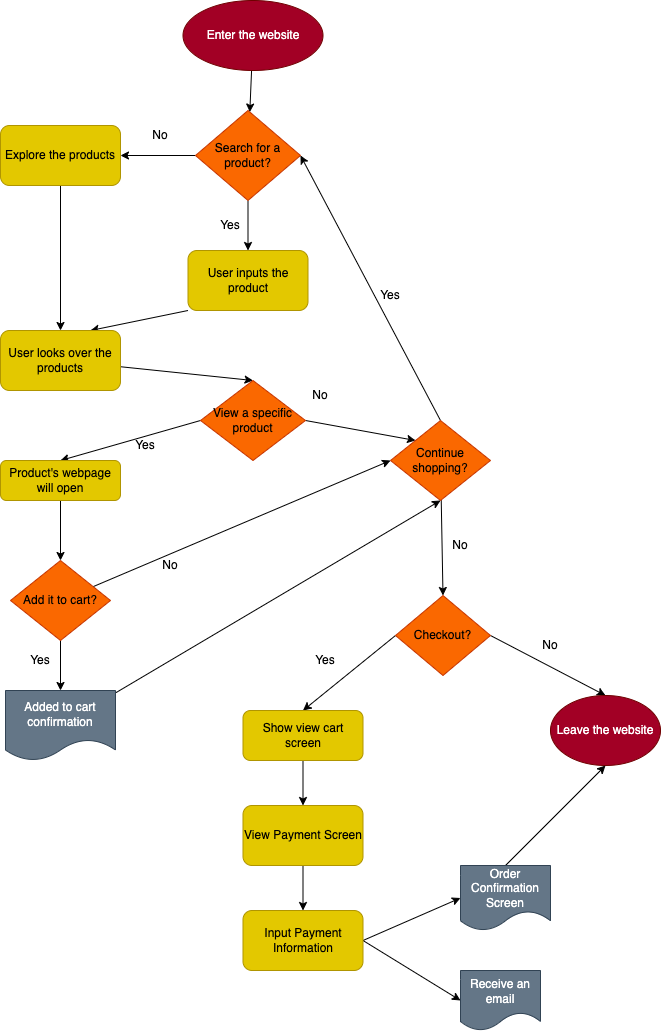 Enter the website
No
Search for a
product?
Explore the products
Yes
User inputs the
product
Yes
User looks over the
products
No
View a specific
product
Yes
Continue
shopping?
Product's webpage
will open
No
No
Add it to cart?
Checkout?
No
Yes
Yes
Added to cart
confirmation
Show view cart
screen
Leave the website
View Payment Screen
Order
Confirmation
Screen
Input Payment
Information
Receive an
email